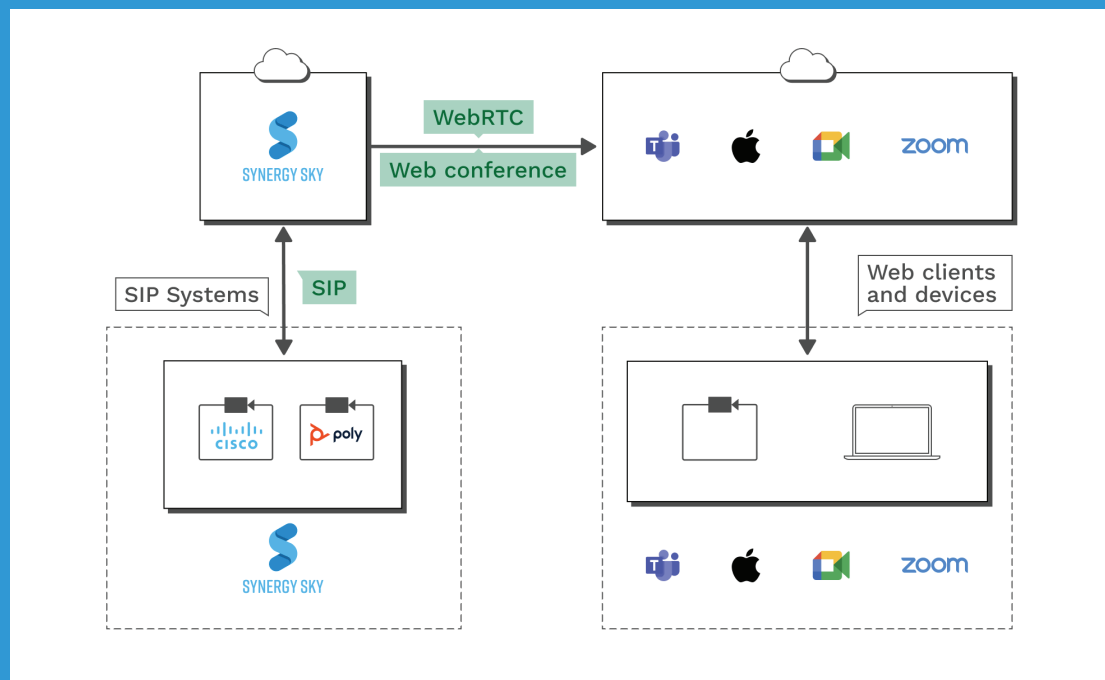 WebRTC
Web conference
SYNERGY SKY
T
zoom
SIP Systems
SIP
Web clients
and devices
CISCO
poly
SYNERGY SKY
T
zoom